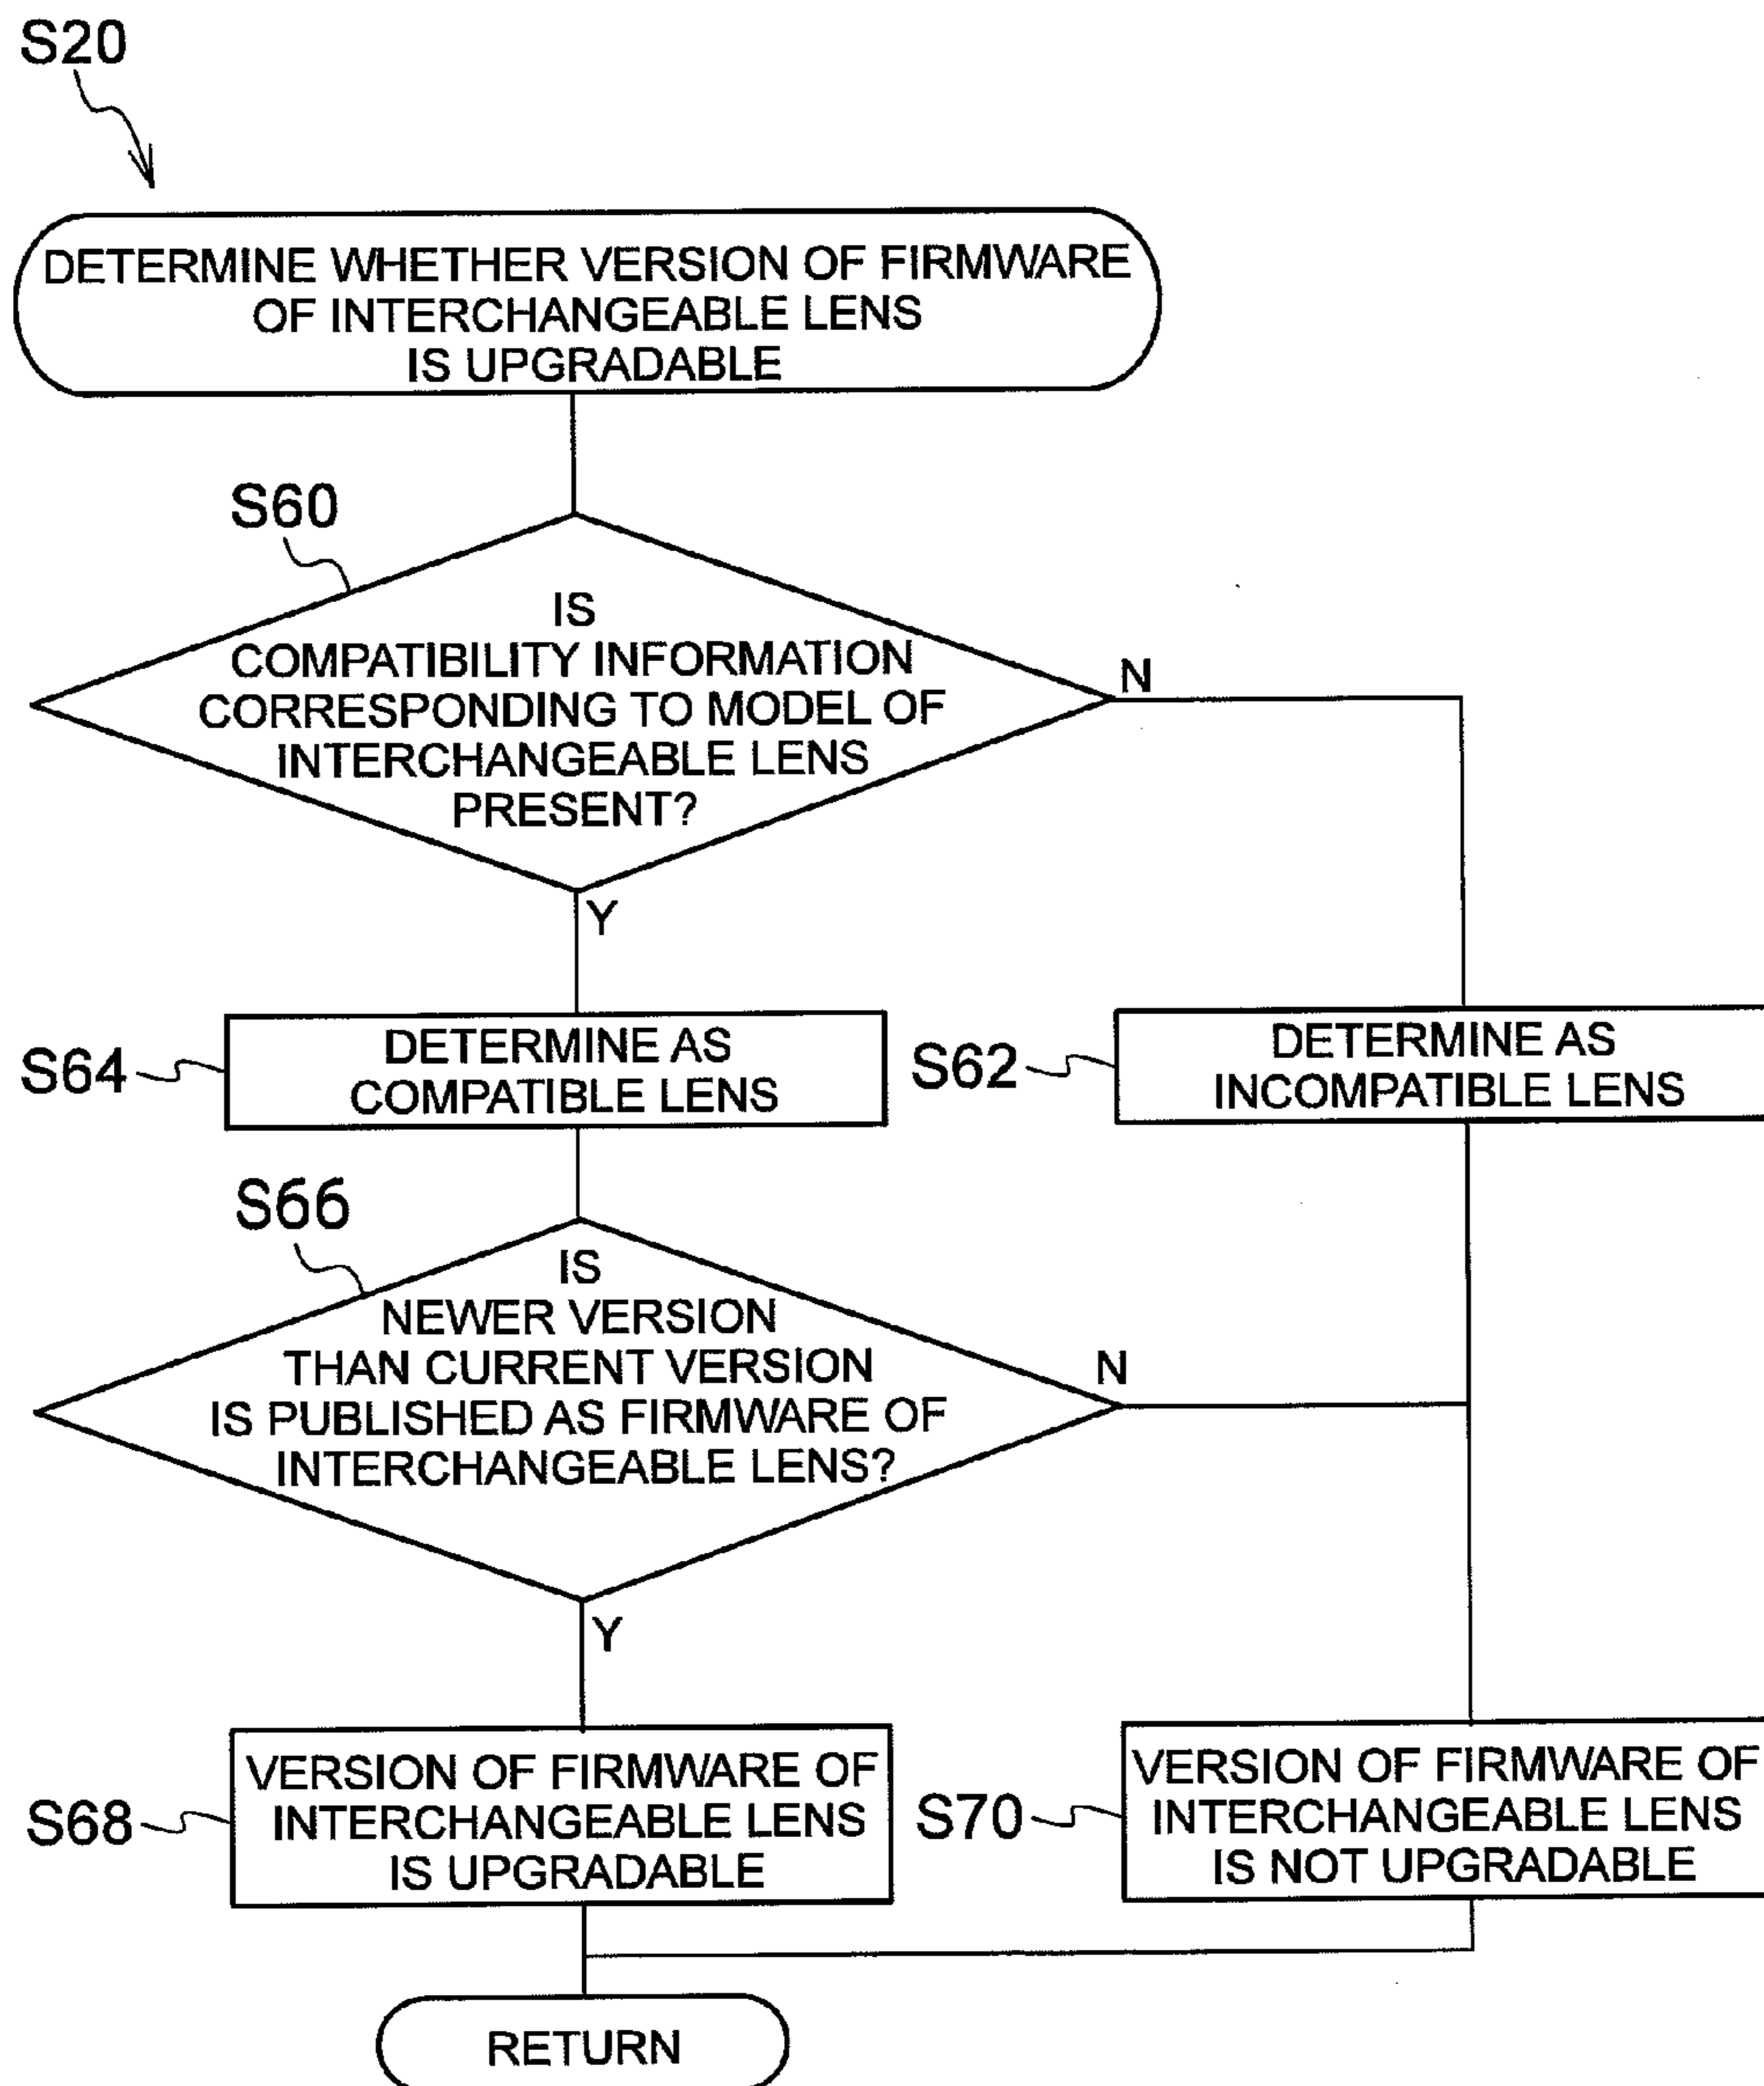 S20
DETERMINE WHETHER VERSION OF FIRMWARE
OF INTERCHANGEABLE LENS
IS UPGRADABLE
S60
IS
COMPATIBILITY INFORMATION
CORRESPONDING TO MODEL OF
INTERCHANGEABLE LENS
PRESENT?
N
Y
S64
DETERMINE AS
COMPATIBLE LENS
S62
DETERMINE AS
INCOMPATIBLE LENS
S66
IS
NEWER VERSION
THAN CURRENT VERSION
IS PUBLISHED AS FIRMWARE OF
INTERCHANGEABLE LENS?
N
Y
S68
VERSION OF FIRMWARE OF
INTERCHANGEABLE LENS
IS UPGRADABLE
S70
VERSION OF FIRMWARE OF
INTERCHANGEABLE LENS
IS NOT UPGRADABLE
RETURN